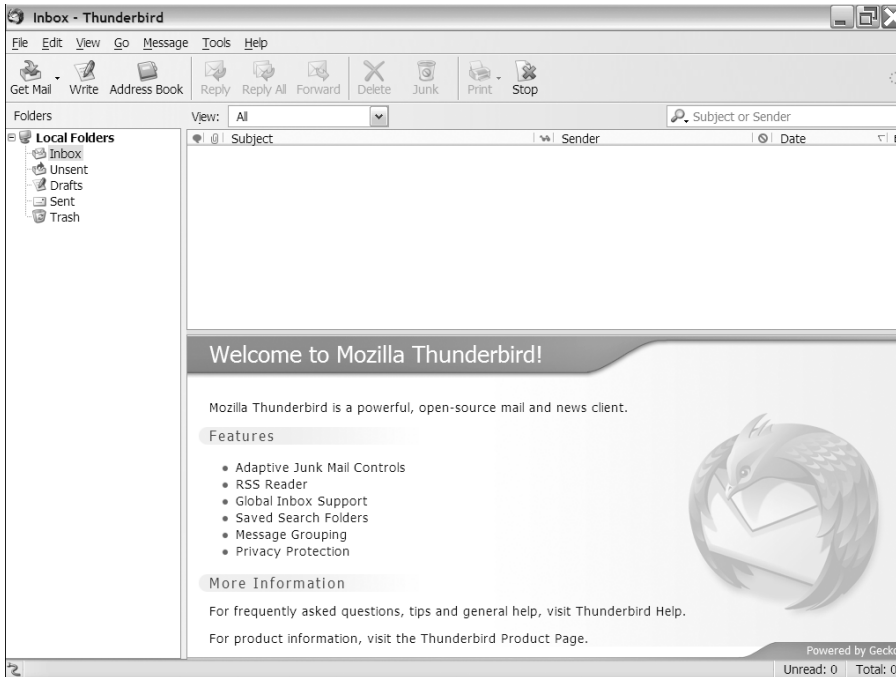 Inbox - Thunderbird
File Edit View Go Message Tools Help
Get Mail Write Address Book Reply Reply All Forward Delete Junk Print Stop
Folders View: All Subject or Sender
Local Folders
Inbox
Unsent
Drafts
Sent
Trash
Subject Sender Date
Welcome to Mozilla Thunderbird!
Mozilla Thunderbird is a powerful, open-source mail and news client.
Features
Adaptive Junk Mail Controls
RSS Reader
Global Inbox Support
Saved Search Folders
Message Grouping
Privacy Protection
More Information
For frequently asked questions, tips and general help, visit Thunderbird Help.
For product information, visit the Thunderbird Product Page.
Powered by Gecko
Unread: 0 Total: 0